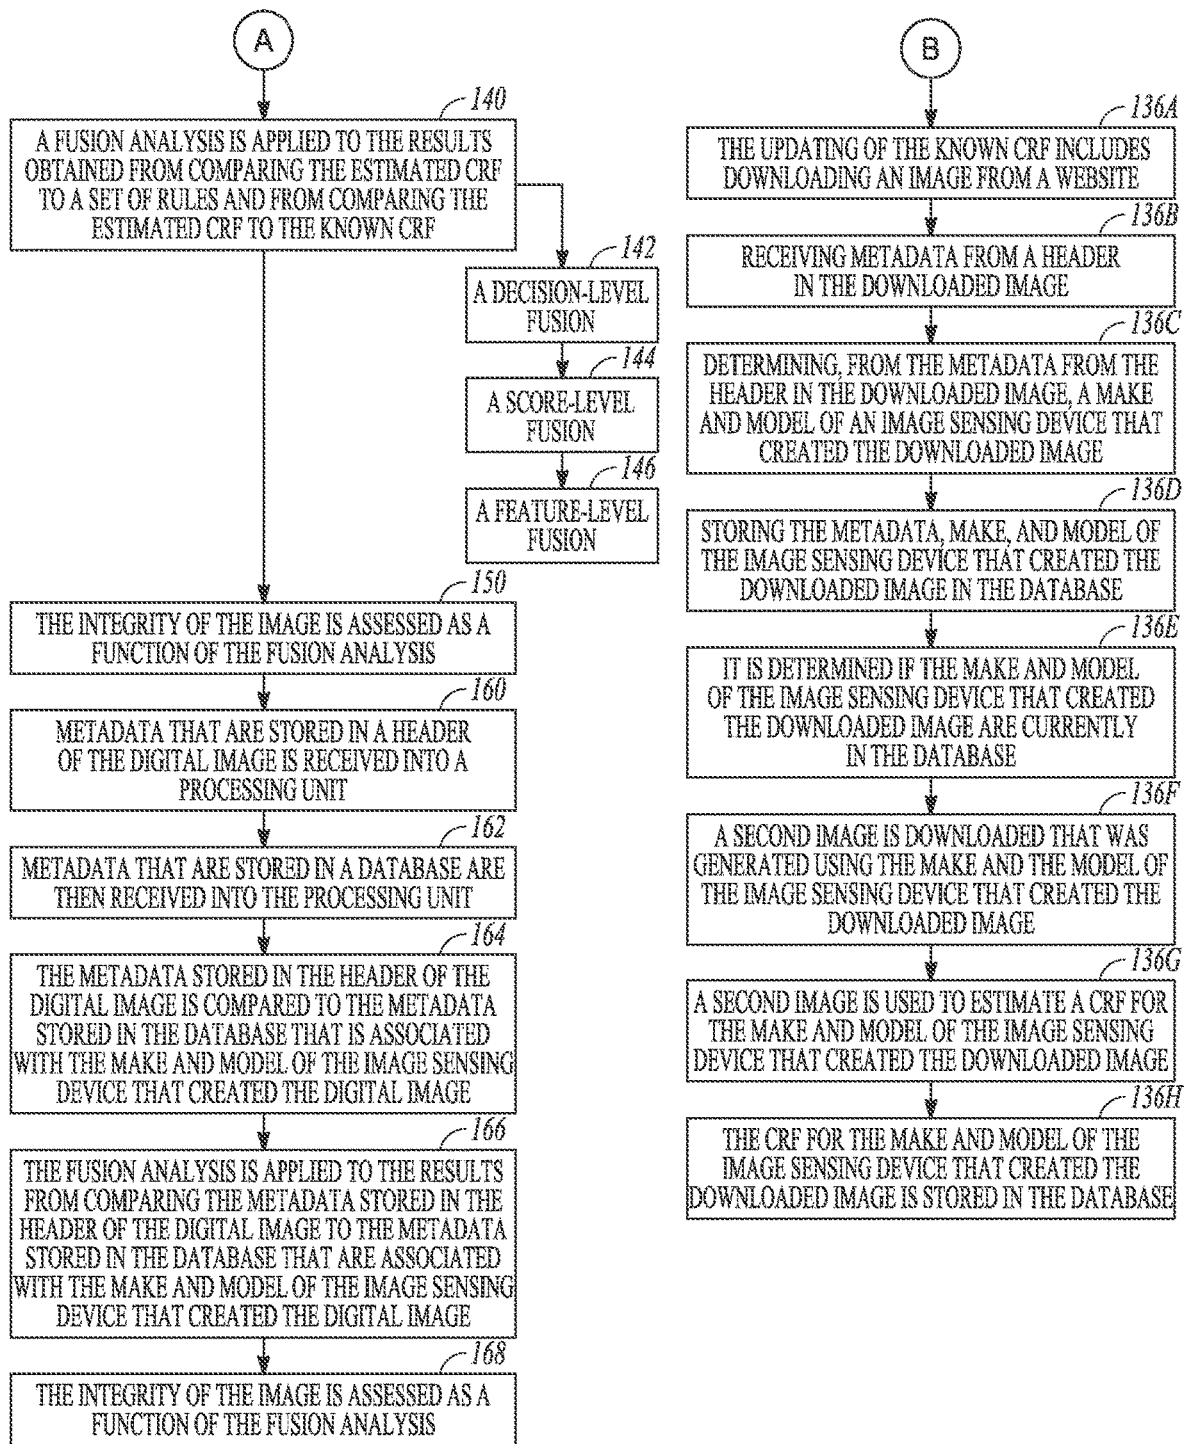 A
140
A FUSION ANALYSIS IS APPLIED TO THE RESULTS
OBTAINED FROM COMPARING THE ESTIMATED CRF
TO A SET OF RULES AND FROM COMPARING THE
ESTIMATED CRF TO THE KNOWN CRF
142
A DECISION-LEVEL
FUSION
144
A SCORE-LEVEL
FUSION
146
A FEATURE-LEVEL
FUSION
150
THE INTEGRITY OF THE IMAGE IS ASSESSED AS A
FUNCTION OF THE FUSION ANALYSIS
160
METADATA THAT ARE STORED IN A HEADER
OF THE DIGITAL IMAGE IS RECEIVED INTO A
PROCESSING UNIT
162
METADATA THAT ARE STORED IN A DATABASE ARE
THEN RECEIVED INTO THE PROCESSING UNIT
164
THE METADATA STORED IN THE HEADER OF THE
DIGITAL IMAGE IS COMPARED TO THE METADATA
STORED IN THE DATABASE THAT IS ASSOCIATED
WITH THE MAKE AND MODEL OF THE IMAGE SENSING
DEVICE THAT CREATED THE DIGITAL IMAGE
166
THE FUSION ANALYSIS IS APPLIED TO THE RESULTS
FROM COMPARING THE METADATA STORED IN THE
HEADER OF THE DIGITAL IMAGE TO THE METADATA
STORED IN THE DATABASE THAT ARE ASSOCIATED
WITH THE MAKE AND MODEL OF THE IMAGE SENSING
DEVICE THAT CREATED THE DIGITAL IMAGE
168
THE INTEGRITY OF THE IMAGE IS ASSESSED AS A
FUNCTION OF THE FUSION ANALYSIS
B
136A
THE UPDATING OF THE KNOWN CRF INCLUDES
DOWNLOADING AN IMAGE FROM A WEBSITE
136B
RECEIVING METADATA FROM A HEADER
IN THE DOWNLOADED IMAGE
136C
DETERMINING, FROM THE METADATA FROM THE
HEADER IN THE DOWNLOADED IMAGE, A MAKE
AND MODEL OF AN IMAGE SENSING DEVICE THAT
CREATED THE DOWNLOADED IMAGE
136D
STORING THE METADATA, MAKE, AND MODEL OF
THE IMAGE SENSING DEVICE THAT CREATED THE
DOWNLOADED IMAGE IN THE DATABASE
136E
IT IS DETERMINED IF THE MAKE AND MODEL
OF THE IMAGE SENSING DEVICE THAT CREATED
THE DOWNLOADED IMAGE ARE CURRENTLY
IN THE DATABASE
136F
A SECOND IMAGE IS DOWNLOADED THAT WAS
GENERATED USING THE MAKE AND THE MODEL OF
THE IMAGE SENSING DEVICE THAT CREATED THE
DOWNLOADED IMAGE
136G
A SECOND IMAGE IS USED TO ESTIMATE A CRF FOR
THE MAKE AND MODEL OF THE IMAGE SENSING
DEVICE THAT CREATED THE DOWNLOADED IMAGE
136H
THE CRF FOR THE MAKE AND MODEL OF THE
IMAGE SENSING DEVICE THAT CREATED THE
DOWNLOADED IMAGE IS STORED IN THE DATABASE